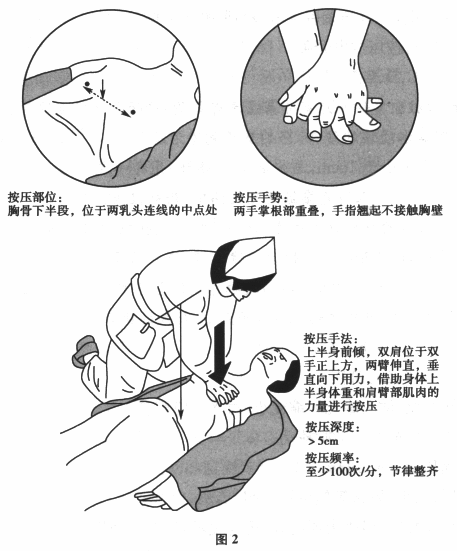 按压部位：
胸骨下半段，位于两乳头连线的中点处
按压手势：
两手掌根部重叠，手指翘起不接触胸壁
按压手法：
上半身前倾，双肩位于双
手正上方，两臂伸直，垂
直向下用力，借助身体上
半身体重和肩臂部肌肉的
力量进行按压
按压深度：
＞5cm
按压频率：
至少100次/分，节律整齐
图 2